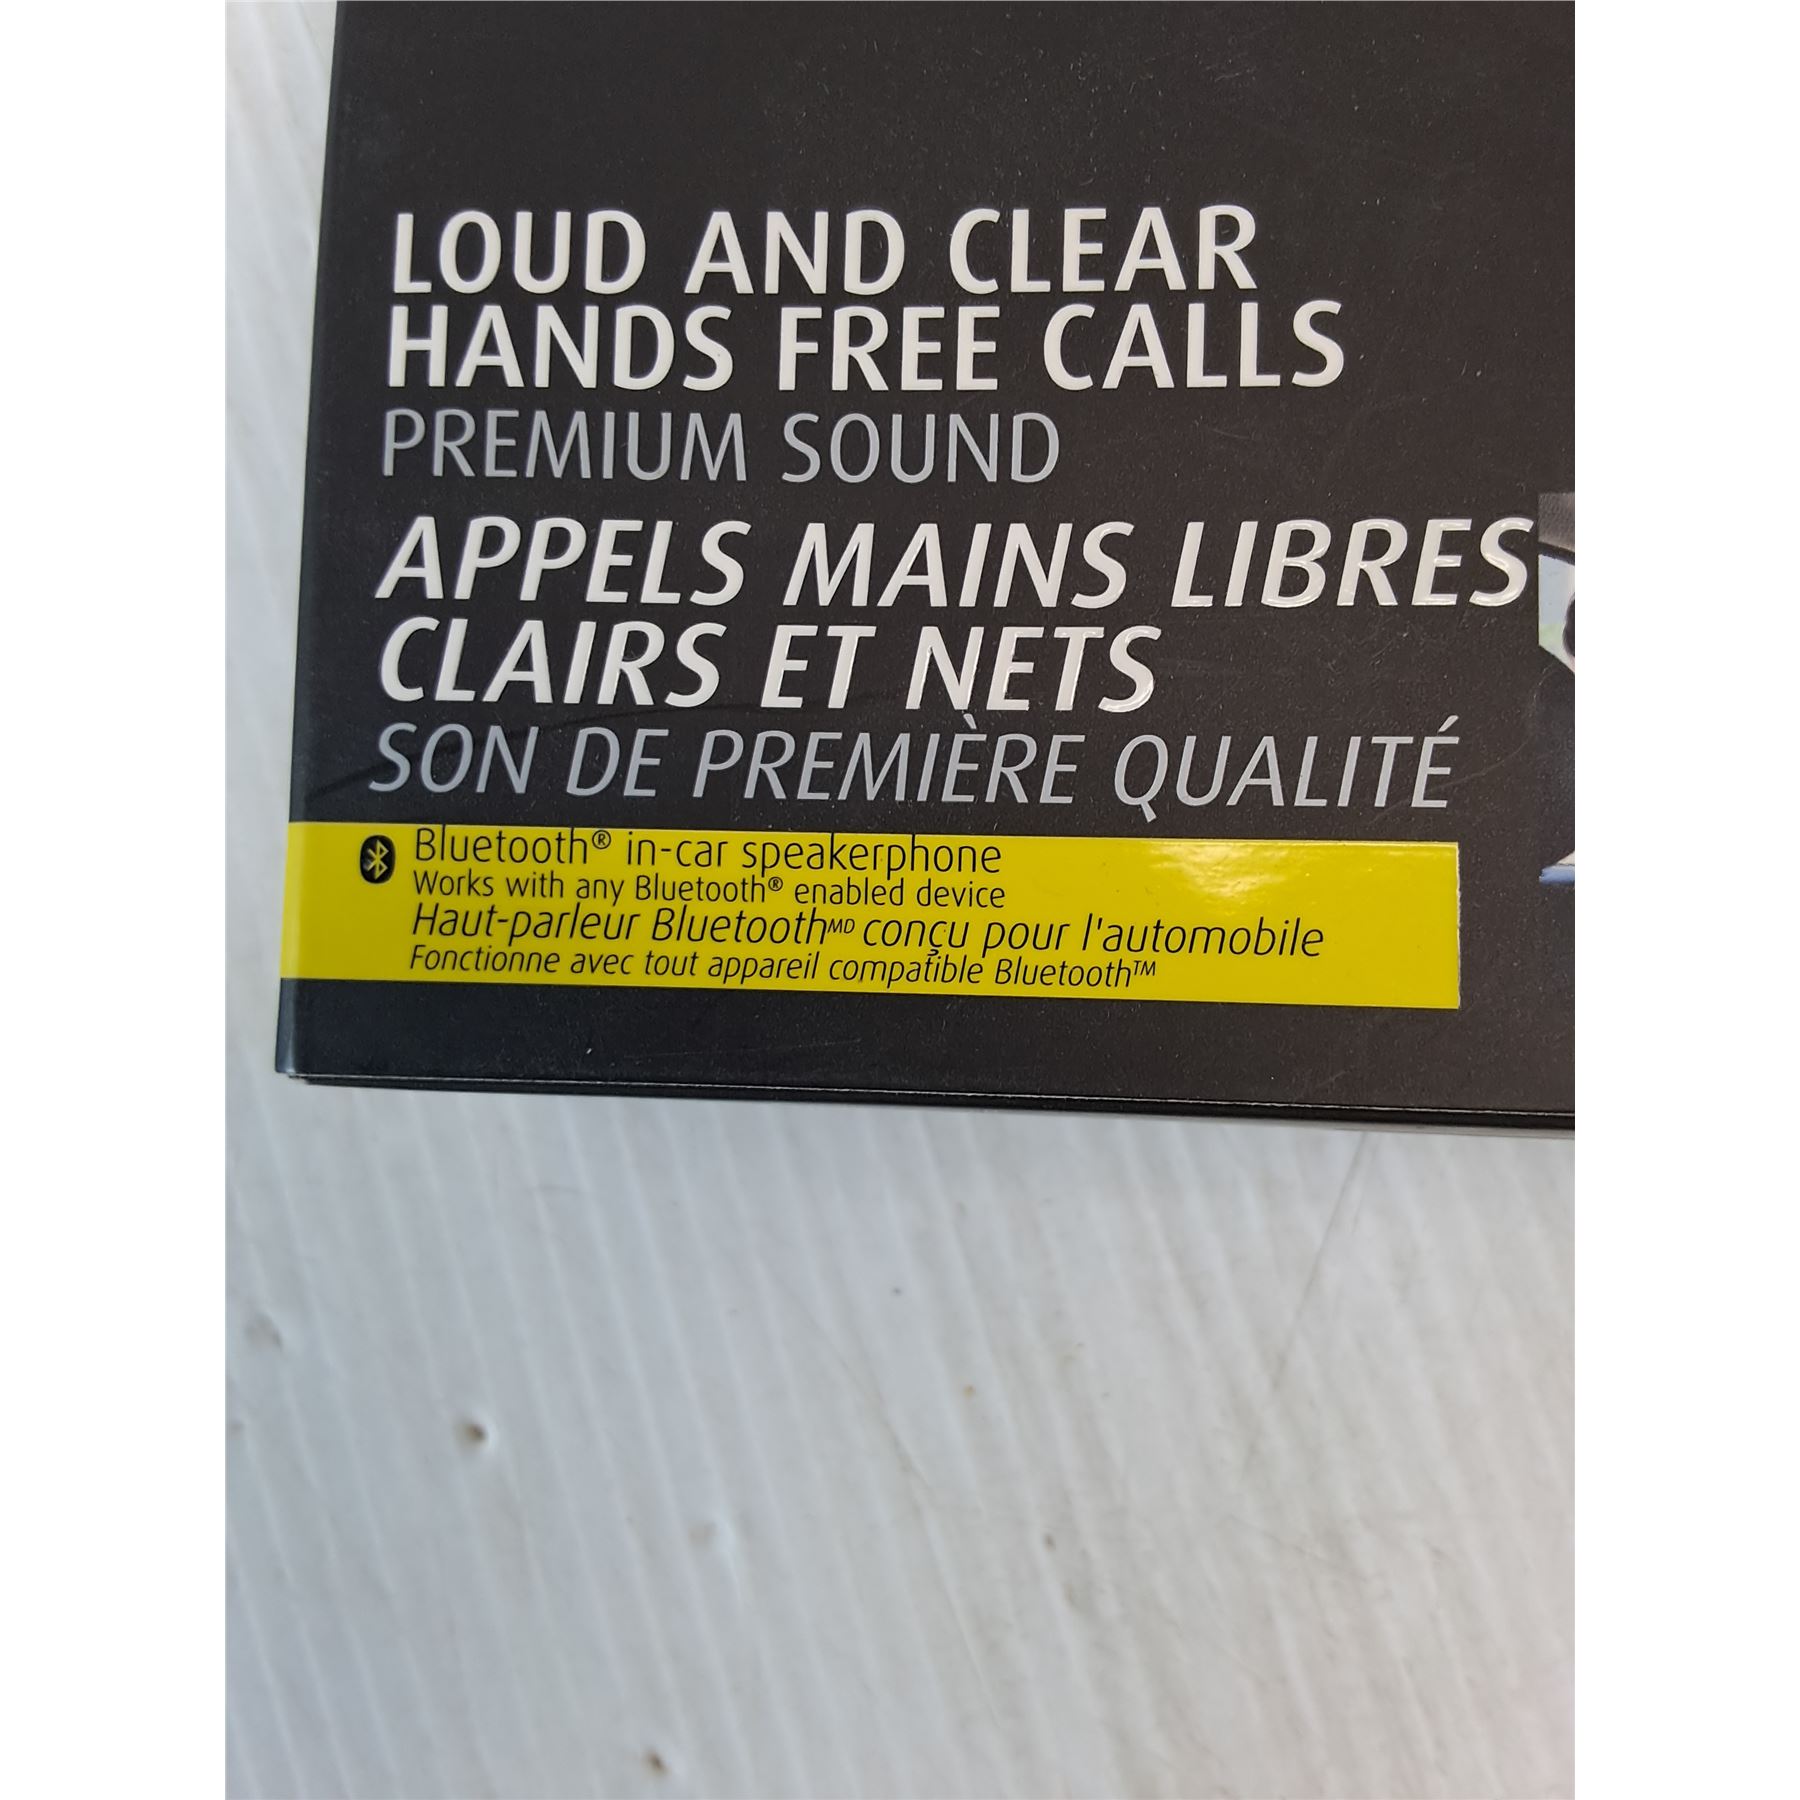 LOUD AND CLEAR
HANDS FREE CALLS
PREMIUM SOUND
APPELS MAINS LIBRES
CLAIRS ET NETS
SON DE PREMIÈRE QUALITÉ
Bluetooth® in-car speakerphone
Works with any Bluetooth® enabled device
Haut-parleur Bluetoothᴹᴰ conçu pour l'automobile
Fonctionne avec tout appareil compatible Bluetooth™